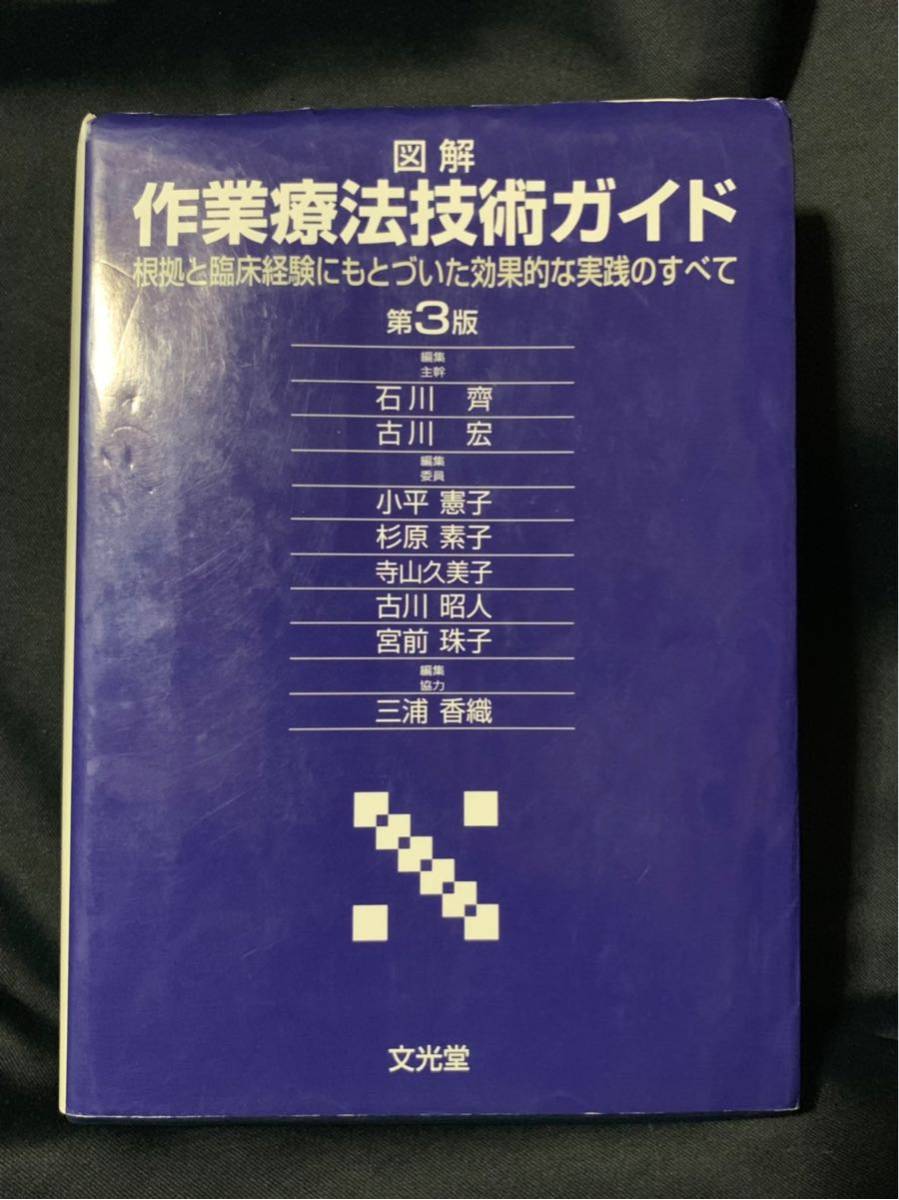 図解
作業療法技術ガイド
根拠と臨床経験にもとづいた効果的な実践のすべて
第3版
編集
主幹
石川 齊
古川 宏
編集
委員
小平 憲子
杉原 素子
寺山久美子
古川 昭人
宮前 珠子
編集
協力
三浦 香織
文光堂